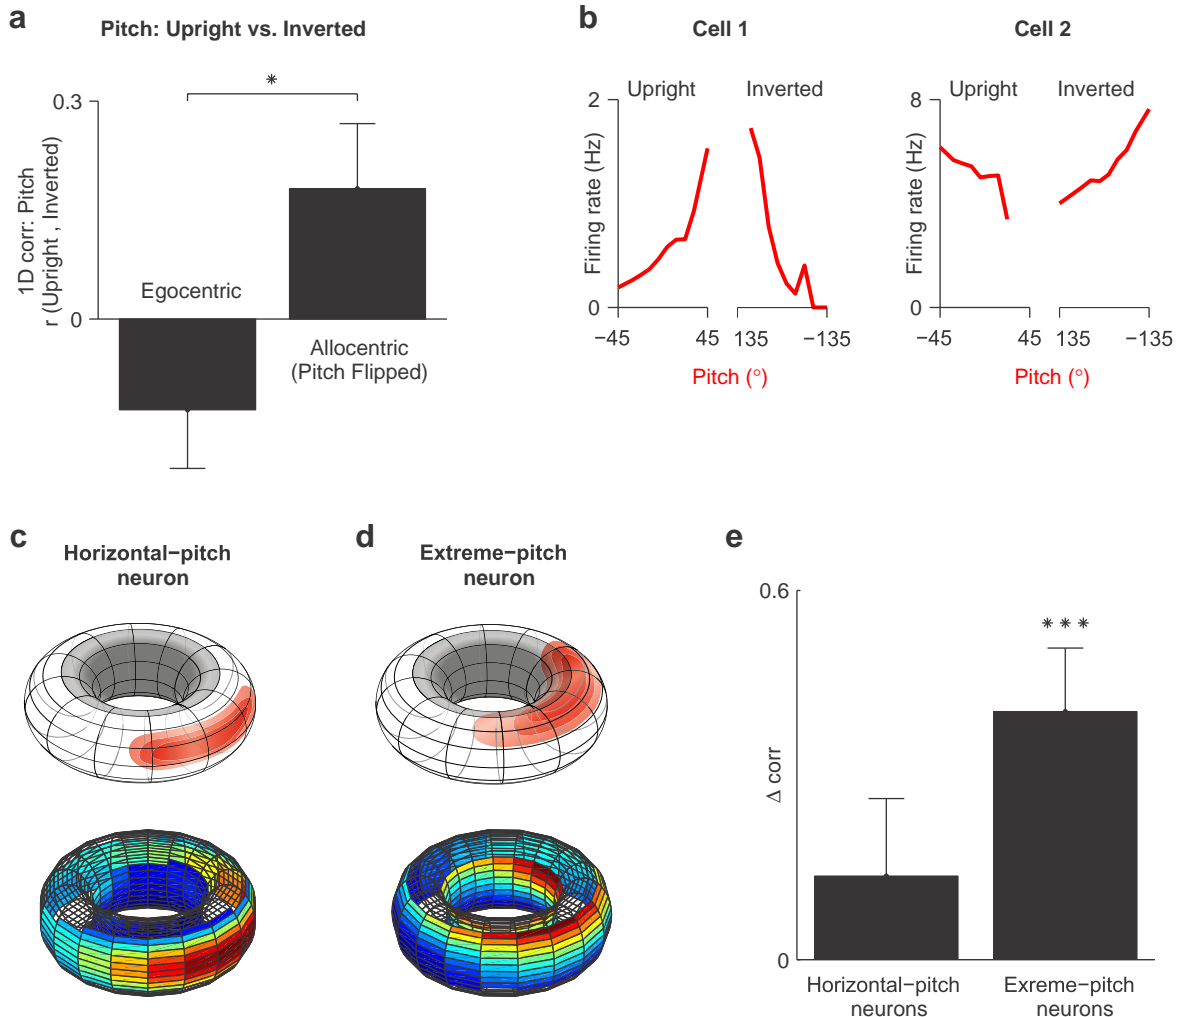 a
Pitch: Upright vs. Inverted
*
0.3
0
1D corr: Pitch
r (Upright , Inverted)
Egocentric
Allocentric
(Pitch Flipped)
b
Cell 1
Upright
Inverted
2
0
Firing rate (Hz)
−45
45
135
−135
Pitch (°)
Cell 2
Upright
Inverted
8
0
Firing rate (Hz)
−45
45
135
−135
Pitch (°)
c
Horizontal−pitch
neuron
d
Extreme−pitch
neuron
e
0.6
0
Δ corr
***
Horizontal−pitch
neurons
Exreme−pitch
neurons